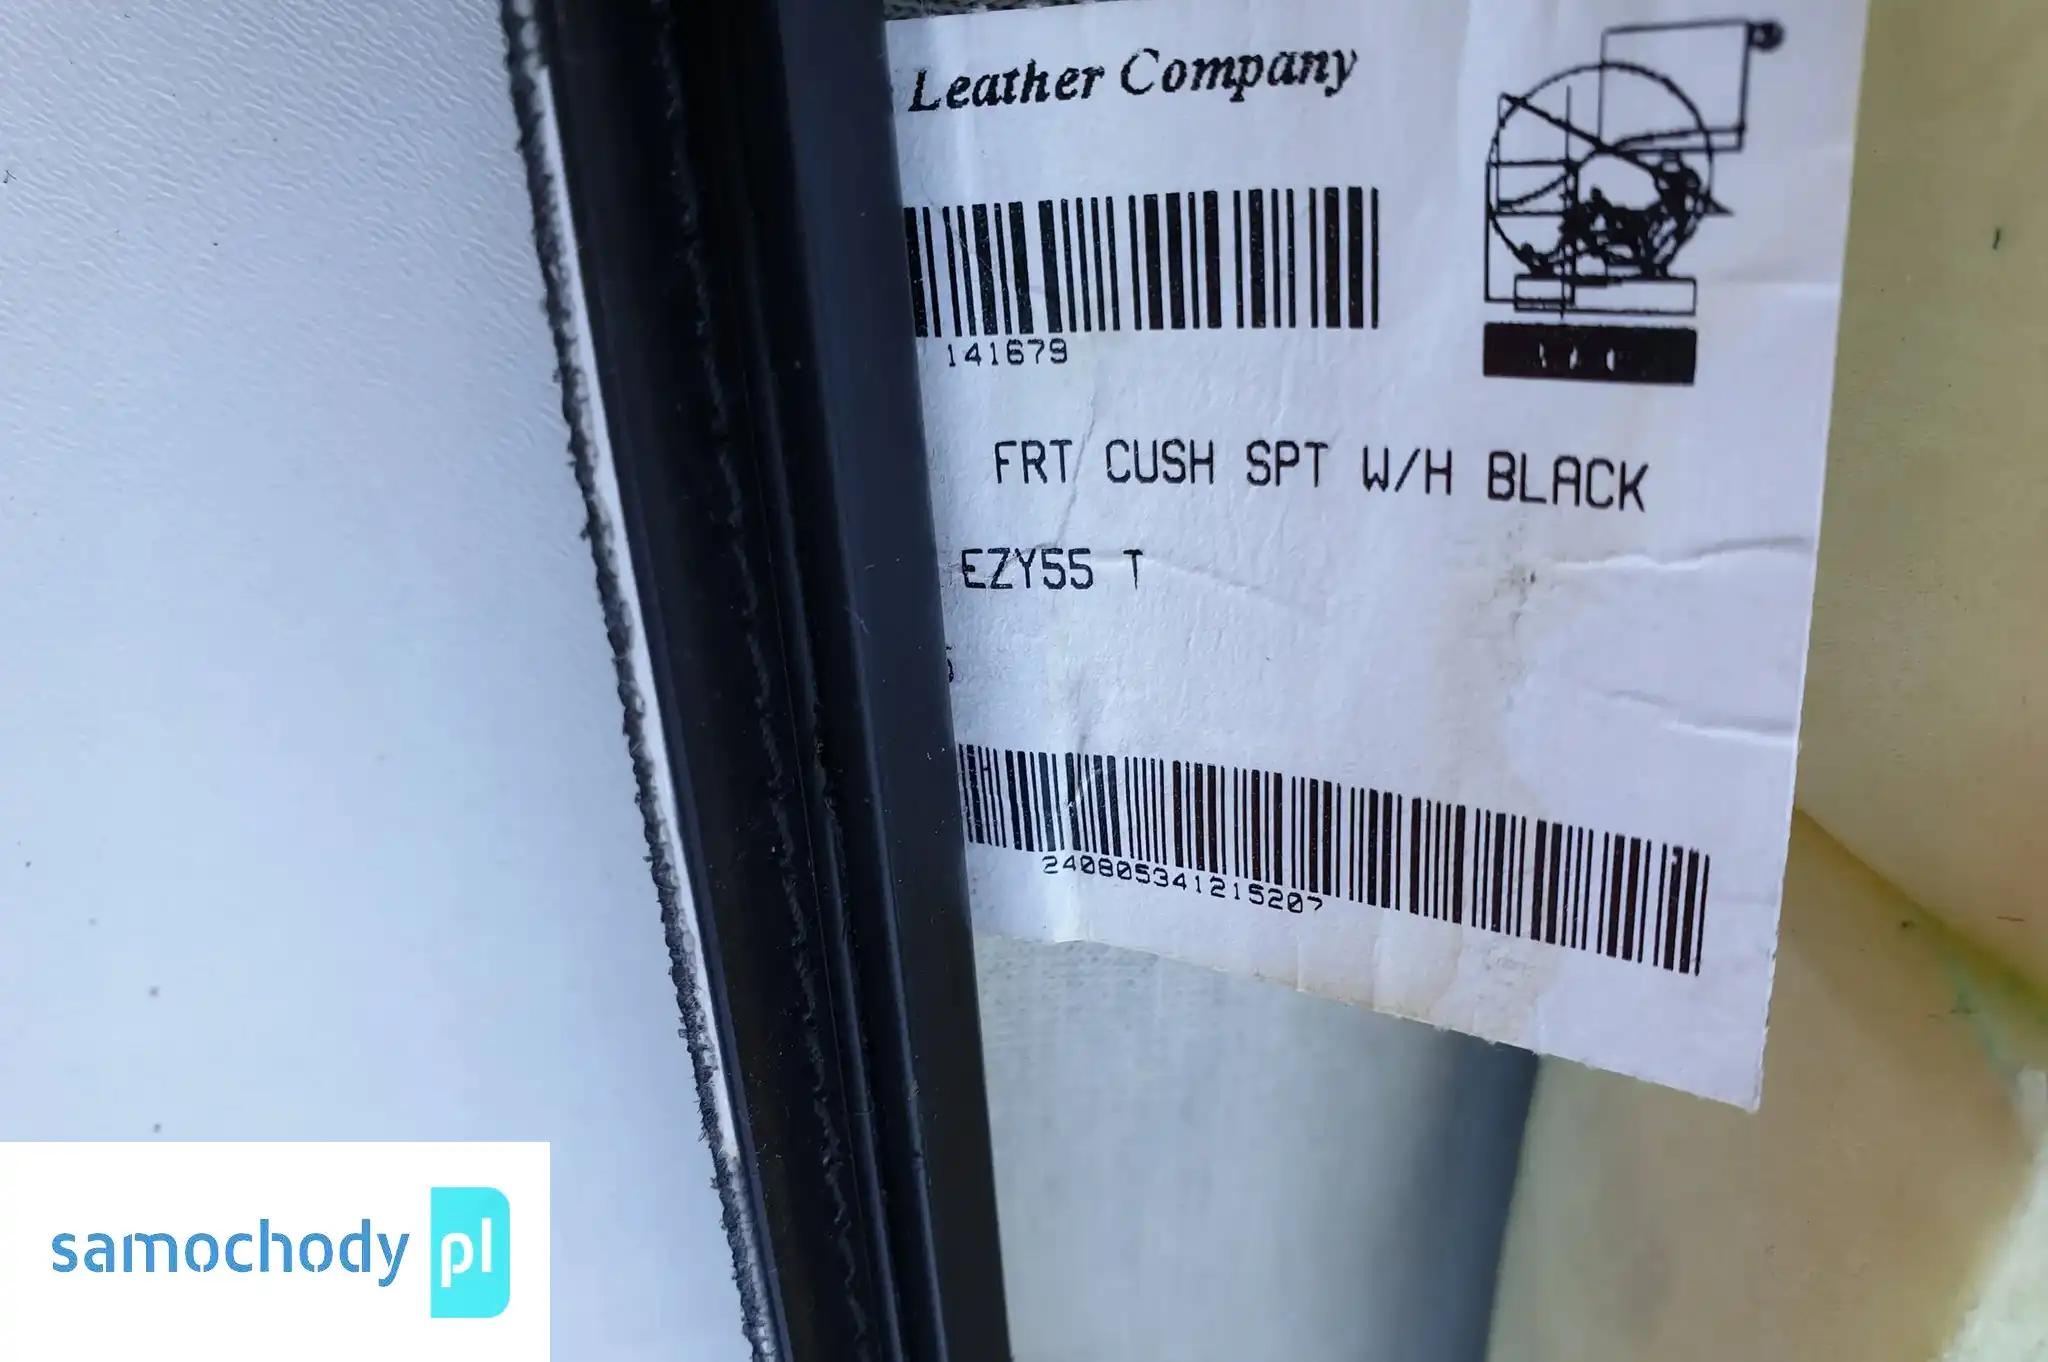 Leather Company
141679
FRT CUSH SPT W/H BLACK
EZY55 T
240805341215207
samochody pl